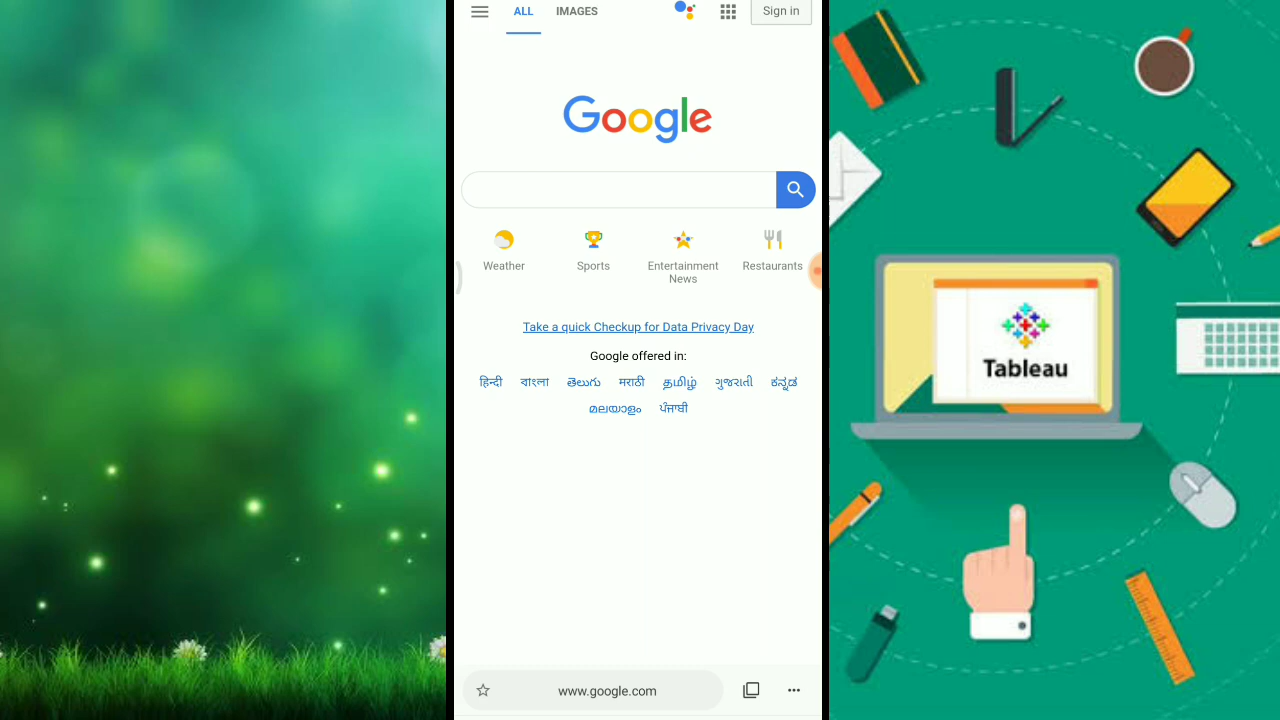 ALL IMAGES Sign in
Google
Weather Sports Entertainment News Restaurants
Take a quick Checkup for Data Privacy Day
Google offered in:
हिन्दी বাংলা తెలుగు मराठी தமிழ் ગુજરાતી ಕನ್ನಡ
മലയാളം ਪੰਜਾਬੀ
www.google.com
Tableau